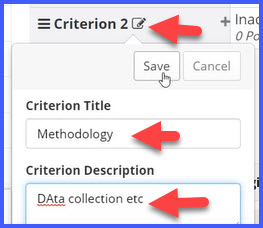 Criterion 2
Inac
0 Po
Save
Cancel
Criterion Title
Methodology
Criterion Description
DAta collection etc